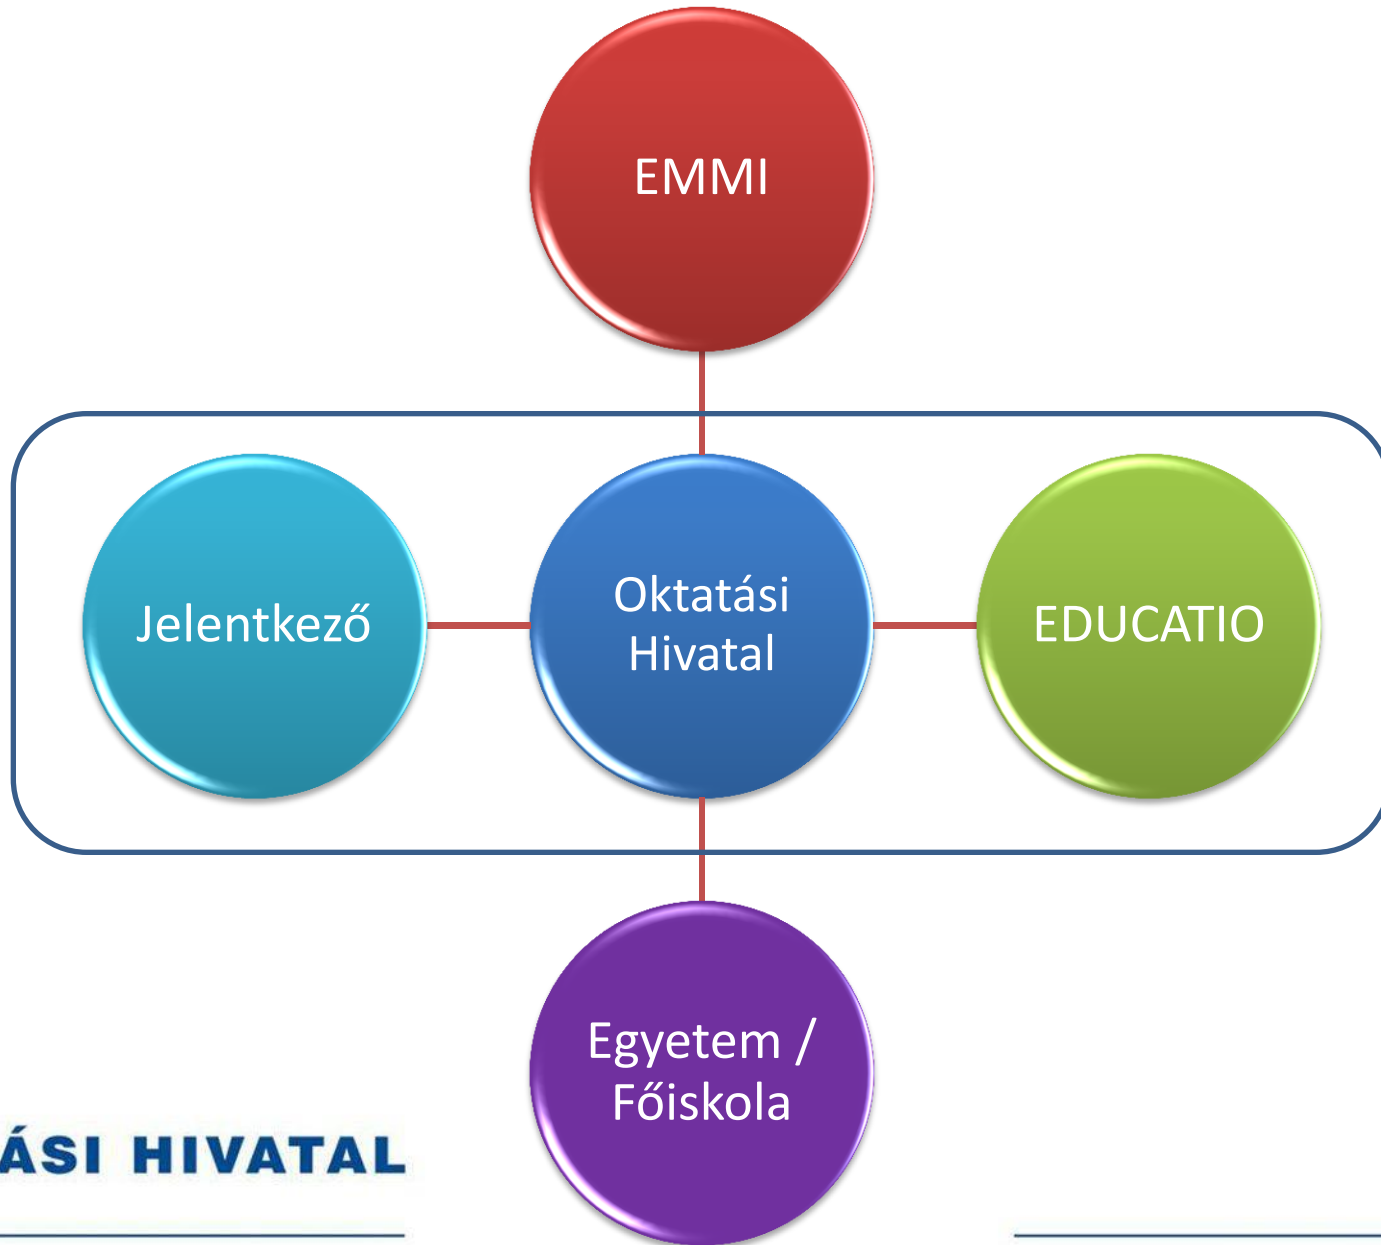 EMMI
Jelentkező
Oktatási
Hivatal
EDUCATIO
Egyetem /
Főiskola
ÁSI HIVATAL